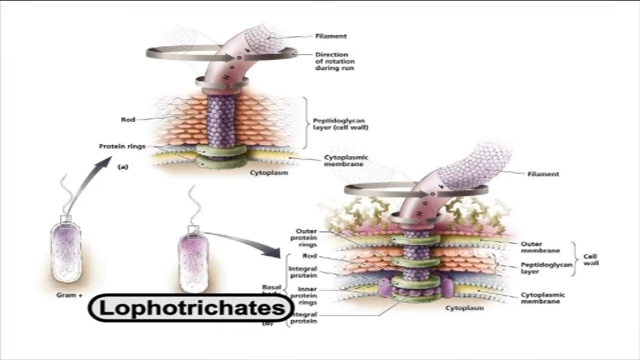 Filament
Direction
of rotation
during run
Rod
Peptidoglycan
layer (cell wall)
Protein rings
Cytoplasmic
membrane
(a)
Cytoplasm
Filament
Outer
protein
rings
Outer
membrane
Rod
Peptidoglycan
layer
Cell
wall
Integral
protein
Basal
Inner
protein
rings
Cytoplasmic
membrane
Gram +
Lophotrichates
(b)
protein
Cytoplasm